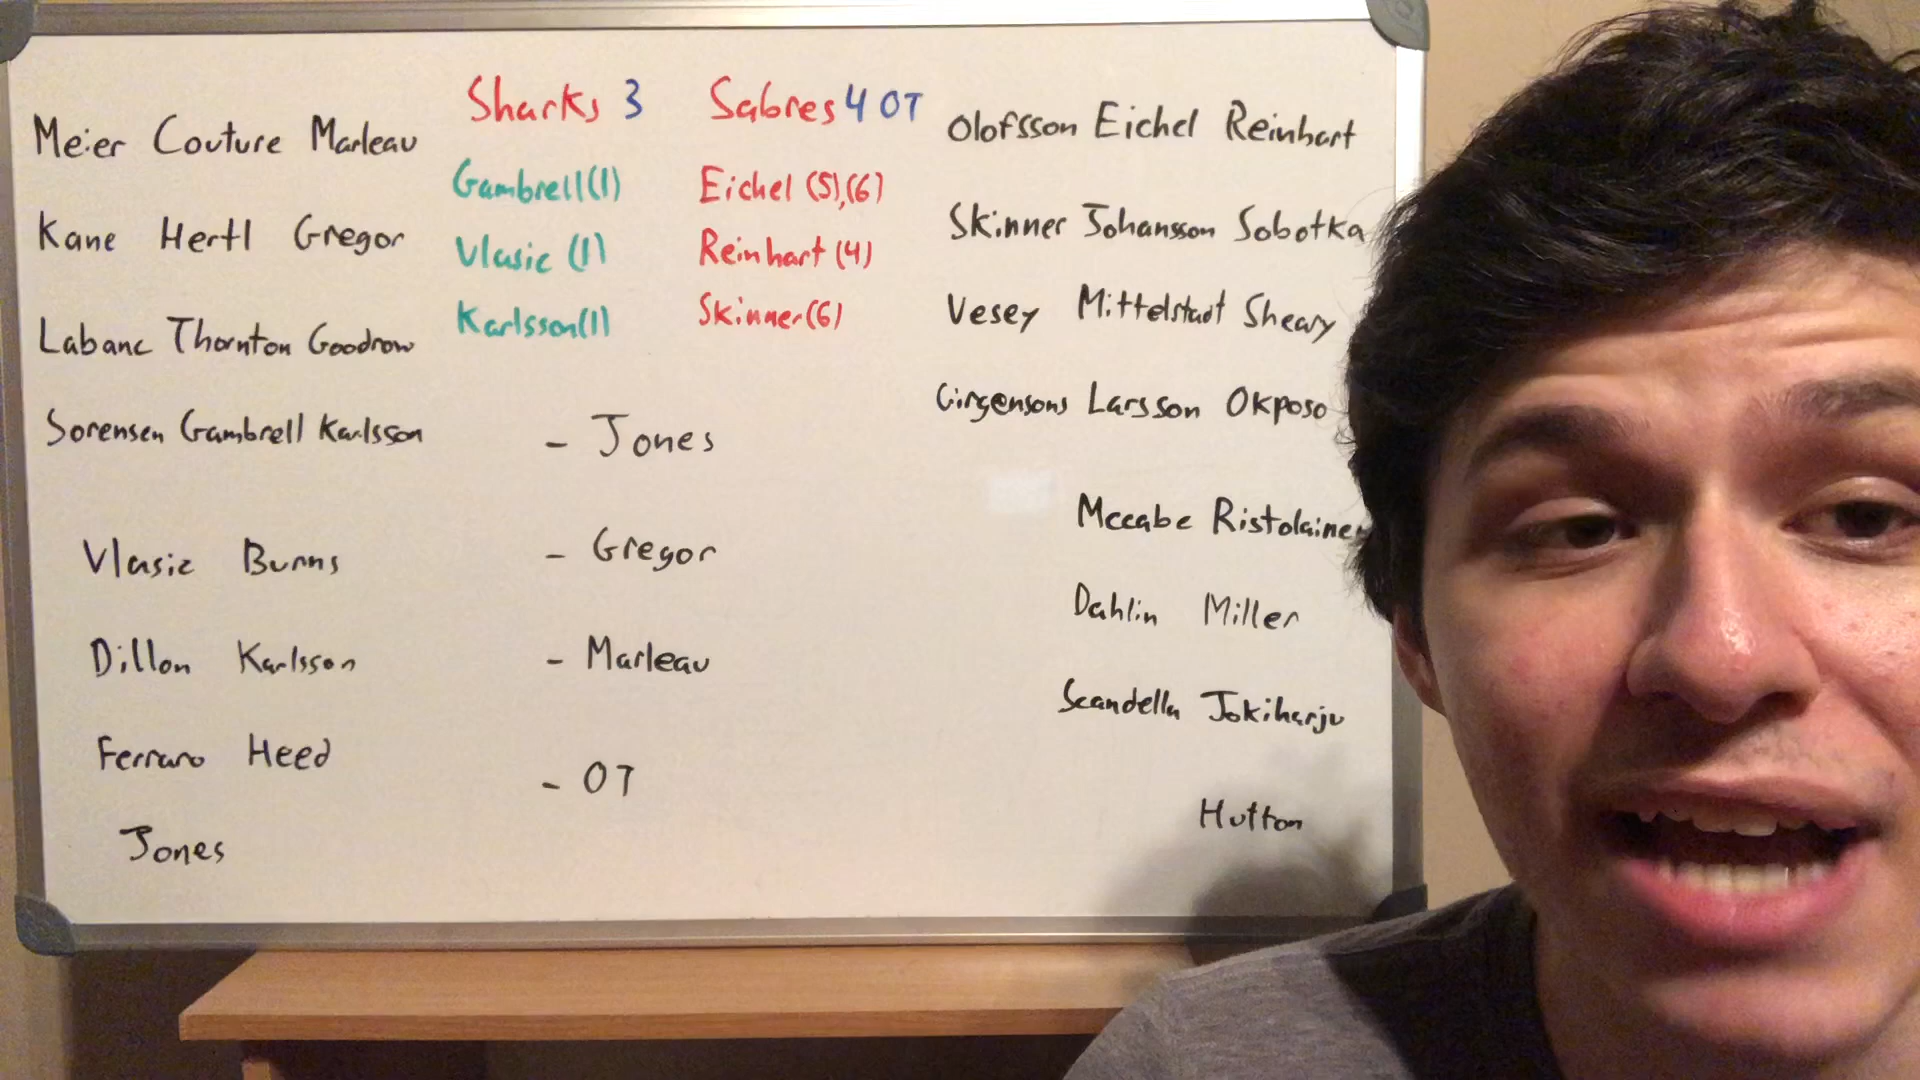 Sharks 3 Sabres 4 OT
Meier Couture Marleau
Kane Hertl Gregor
Labanc Thornton Goodrow
Sorensen Gambrell Karlsson
Vlasic Burns
Dillon Karlsson
Ferraro Heed
Jones
Gambrell(1)
Vlasic (1)
Karlsson(1)
Eichel (5),(6)
Reinhart (4)
Skinner(6)
- Jones
- Gregor
- Marleau
- OT
Olofsson Eichel Reinhart
Skinner Johansson Sobotka
Vesey Mittelstadt Sheary
Girgensons Larsson Okposo
Mccabe Ristolainen
Dahlin Miller
Scandella Jokiharju
Hutton